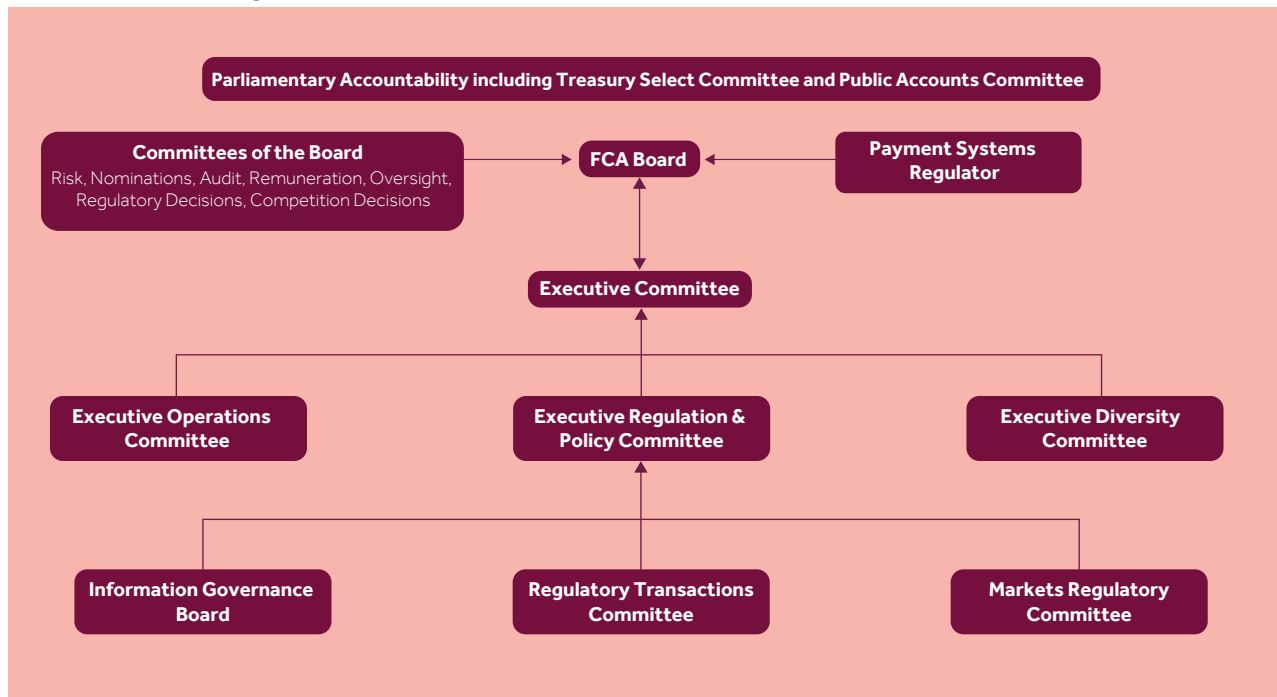 Parliamentary Accountability including Treasury Select Committee and Public Accounts Committee
Committees of the Board
Risk, Nominations, Audit, Remuneration, Oversight,
Regulatory Decisions, Competition Decisions
FCA Board
Payment Systems
Regulator
Executive Committee
Executive Operations
Committee
Executive Regulation &
Policy Committee
Executive Diversity
Committee
Information Governance
Board
Regulatory Transactions
Committee
Markets Regulatory
Committee